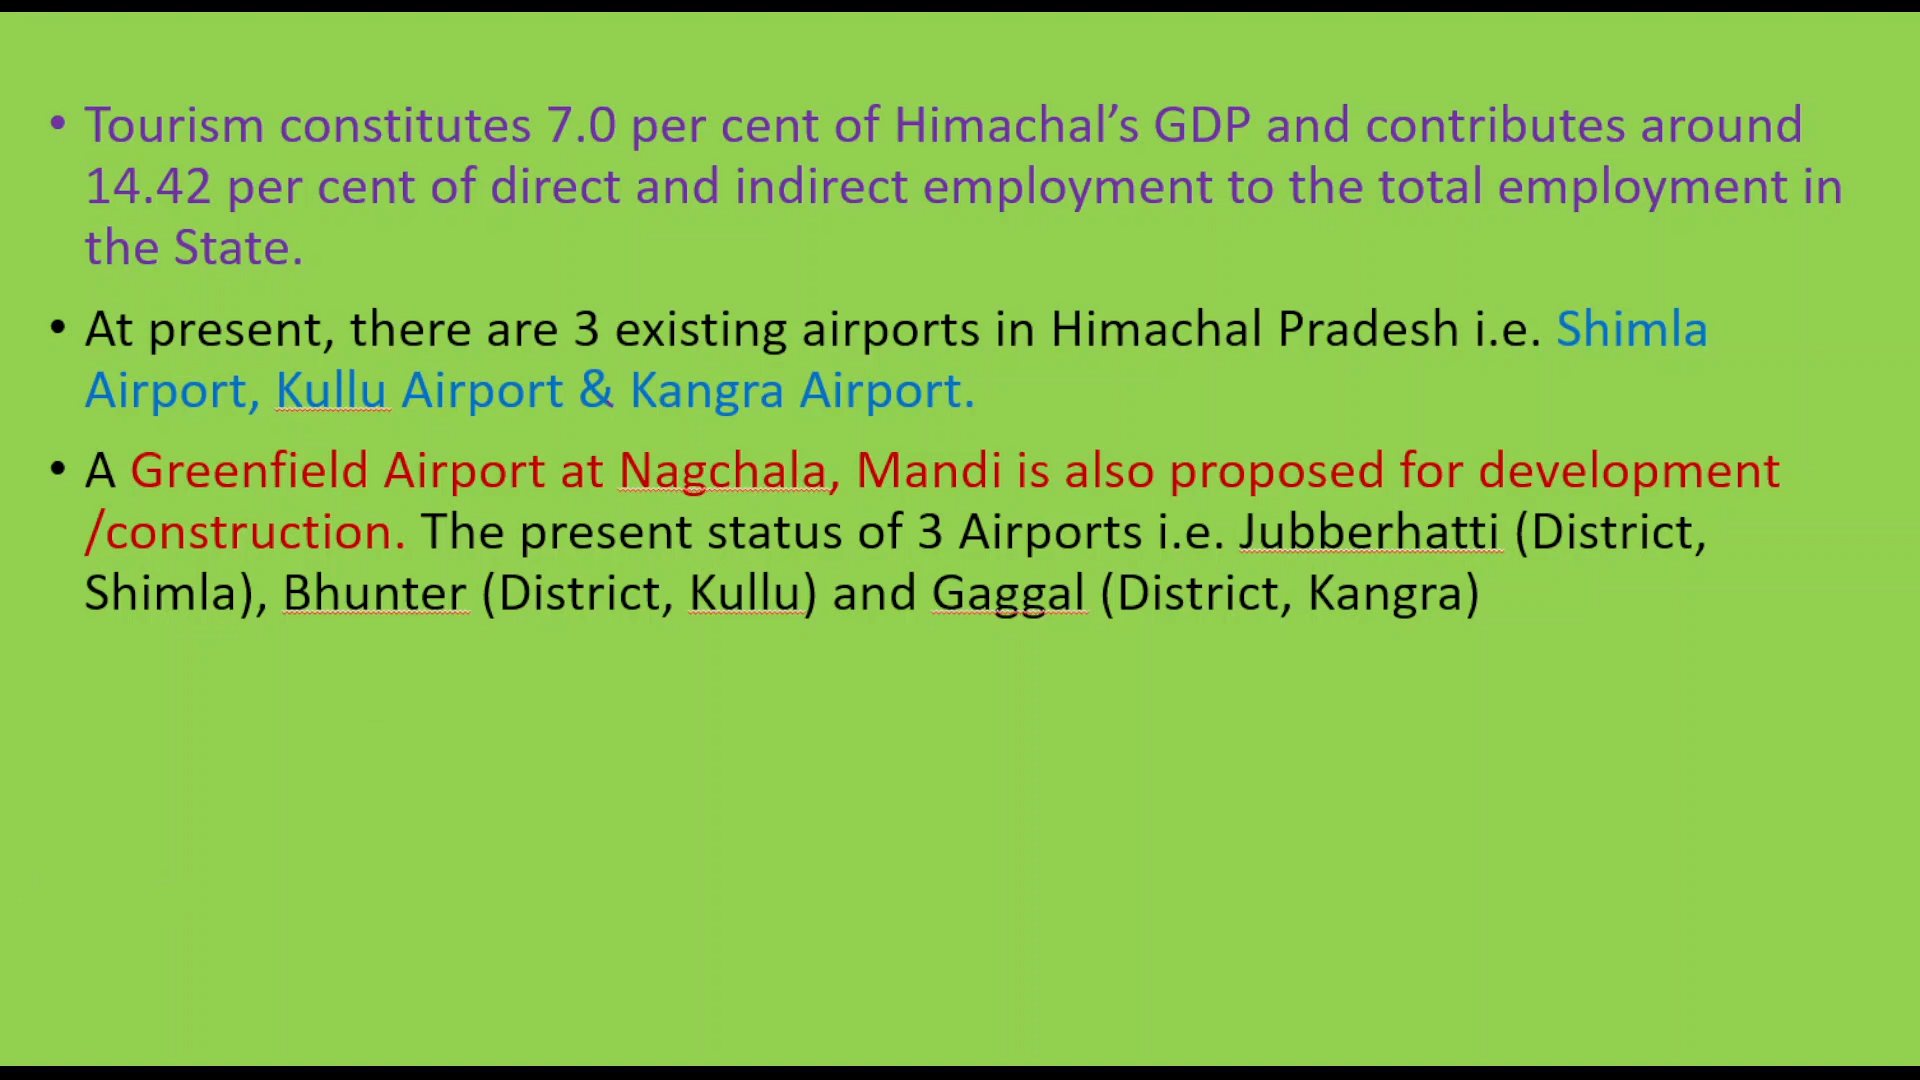 • Tourism constitutes 7.0 per cent of Himachal’s GDP and contributes around
14.42 per cent of direct and indirect employment to the total employment in
the State.
• At present, there are 3 existing airports in Himachal Pradesh i.e. Shimla
Airport, Kullu Airport & Kangra Airport.
• A Greenfield Airport at Nagchala, Mandi is also proposed for development
/construction. The present status of 3 Airports i.e. Jubberhatti (District,
Shimla), Bhunter (District, Kullu) and Gaggal (District, Kangra)